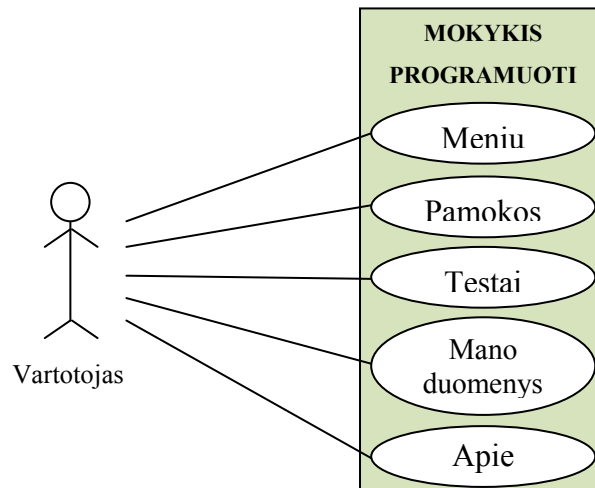 MOKYKIS
PROGRAMUOTI
Meniu
Pamokos
Testai
Mano
duomenys
Apie
Vartotojas